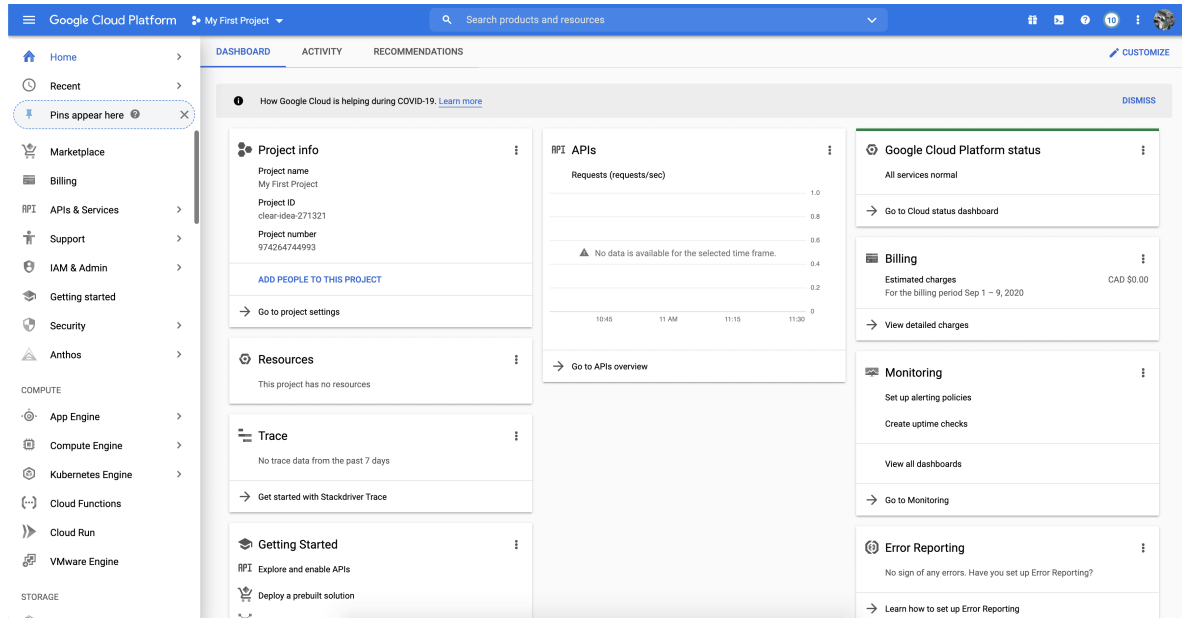 Google Cloud Platform
My First Project
Search products and resources
10
Home
Recent
Pins appear here
Marketplace
Billing
API APIs & Services
Support
IAM & Admin
Getting started
Security
Anthos
COMPUTE
App Engine
Compute Engine
Kubernetes Engine
Cloud Functions
Cloud Run
VMware Engine
STORAGE
DASHBOARD
ACTIVITY
RECOMMENDATIONS
CUSTOMIZE
How Google Cloud is helping during COVID-19. Learn more
DISMISS
Project info
Project name
My First Project
Project ID
clear-idea-271321
Project number
974264744993
ADD PEOPLE TO THIS PROJECT
Go to project settings
Resources
This project has no resources
Trace
No trace data from the past 7 days
Get started with Stackdriver Trace
Getting Started
API Explore and enable APIs
Deploy a prebuilt solution
API APIs
Requests (requests/sec)
1.0
0.8
0.6
No data is available for the selected time frame.
0.4
0.2
0
10:45 11 AM 11:15 11:30
Go to APIs overview
Google Cloud Platform status
All services normal
Go to Cloud status dashboard
Billing
Estimated charges CAD $0.00
For the billing period Sep 1 – 9, 2020
View detailed charges
Monitoring
Set up alerting policies
Create uptime checks
View all dashboards
Go to Monitoring
Error Reporting
No sign of any errors. Have you set up Error Reporting?
Learn how to set up Error Reporting